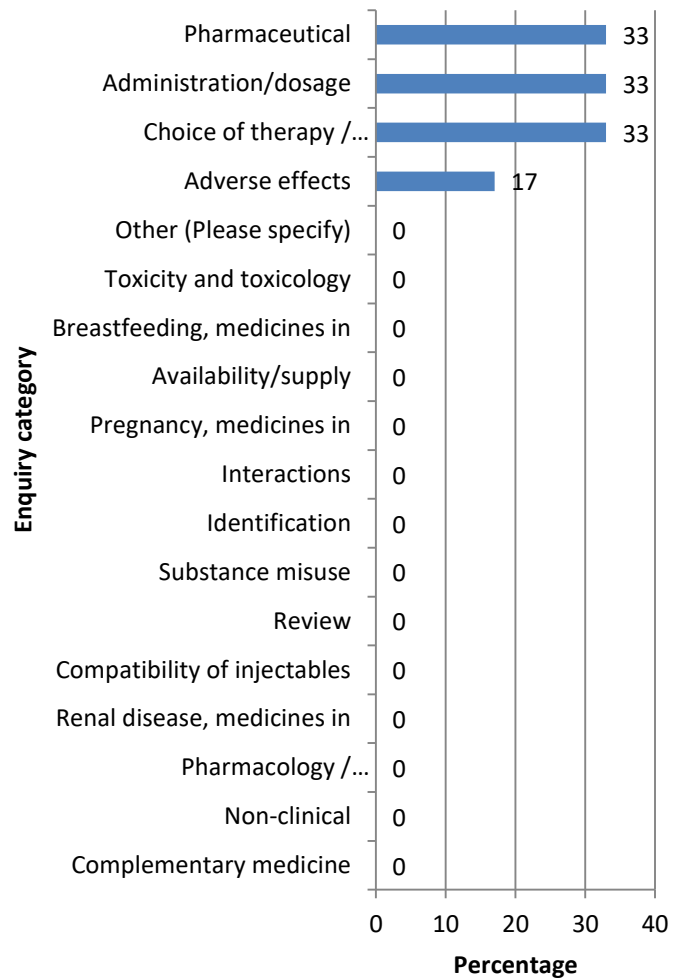 Pharmaceutical 33
Administration/dosage 33
Choice of therapy /... 33
Adverse effects 17
Other (Please specify) 0
Toxicity and toxicology 0
Breastfeeding, medicines in 0
Availability/supply 0
Pregnancy, medicines in 0
Interactions 0
Identification 0
Substance misuse 0
Review 0
Compatibility of injectables 0
Renal disease, medicines in 0
Pharmacology /... 0
Non-clinical 0
Complementary medicine 0
Enquiry category
0 10 20 30 40
Percentage